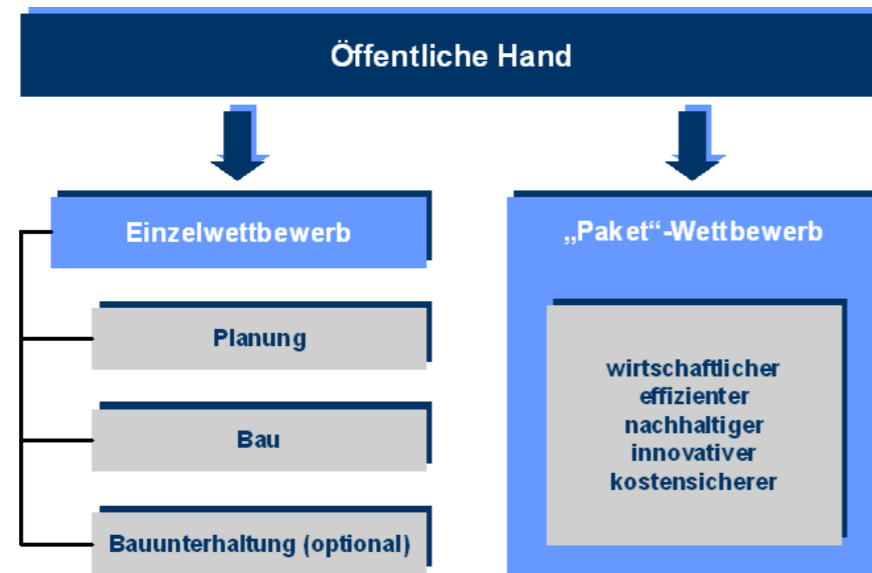 Öffentliche Hand
Einzelwettbewerb
Planung
Bau
Bauunterhaltung (optional)
„Paket“-Wettbewerb
wirtschaftlicher
effizienter
nachhaltiger
innovativer
kostensicherer